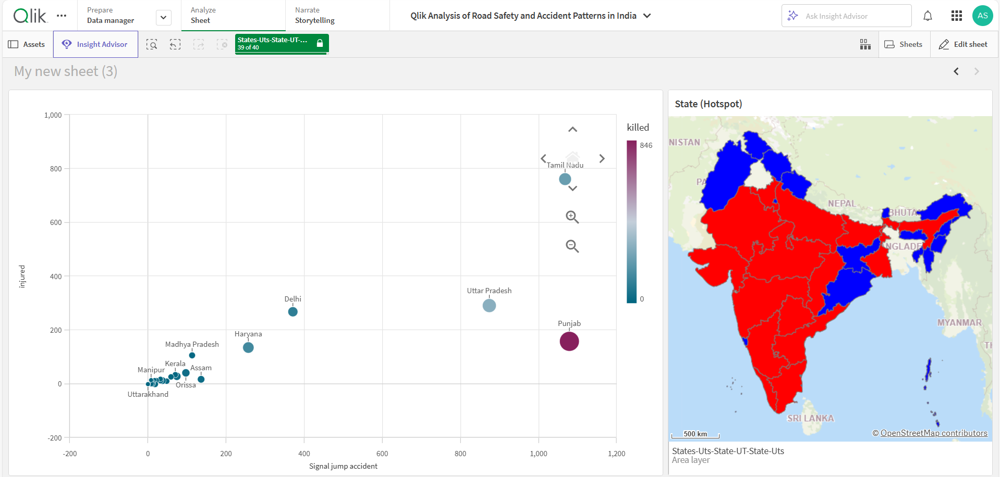 Qlik
Prepare
Data manager
Analyze
Sheet
Narrate
Storytelling
Qlik Analysis of Road Safety and Accident Patterns in India
Ask Insight Advisor
AS
Assets
Insight Advisor
States-Uts-State-UT-...
39 of 40
Sheets
Edit sheet
My new sheet (3)
1,000
800
600
400
200
0
-200
injured
-200
0
200
400
600
800
1,000
1,200
Signal jump accident
Tamil Nadu
Uttar Pradesh
Delhi
Punjab
Haryana
Madhya Pradesh
Kerala
Assam
Manipur
Orissa
Uttarakhand
killed
846
0
State (Hotspot)
NISTAN
PA
NEPAL
BHUTA
NGLADE
MYANMAR
TH
SRI LANKA
500 km
© OpenStreetMap contributors
States-Uts-State-UT-State-Uts
Area layer